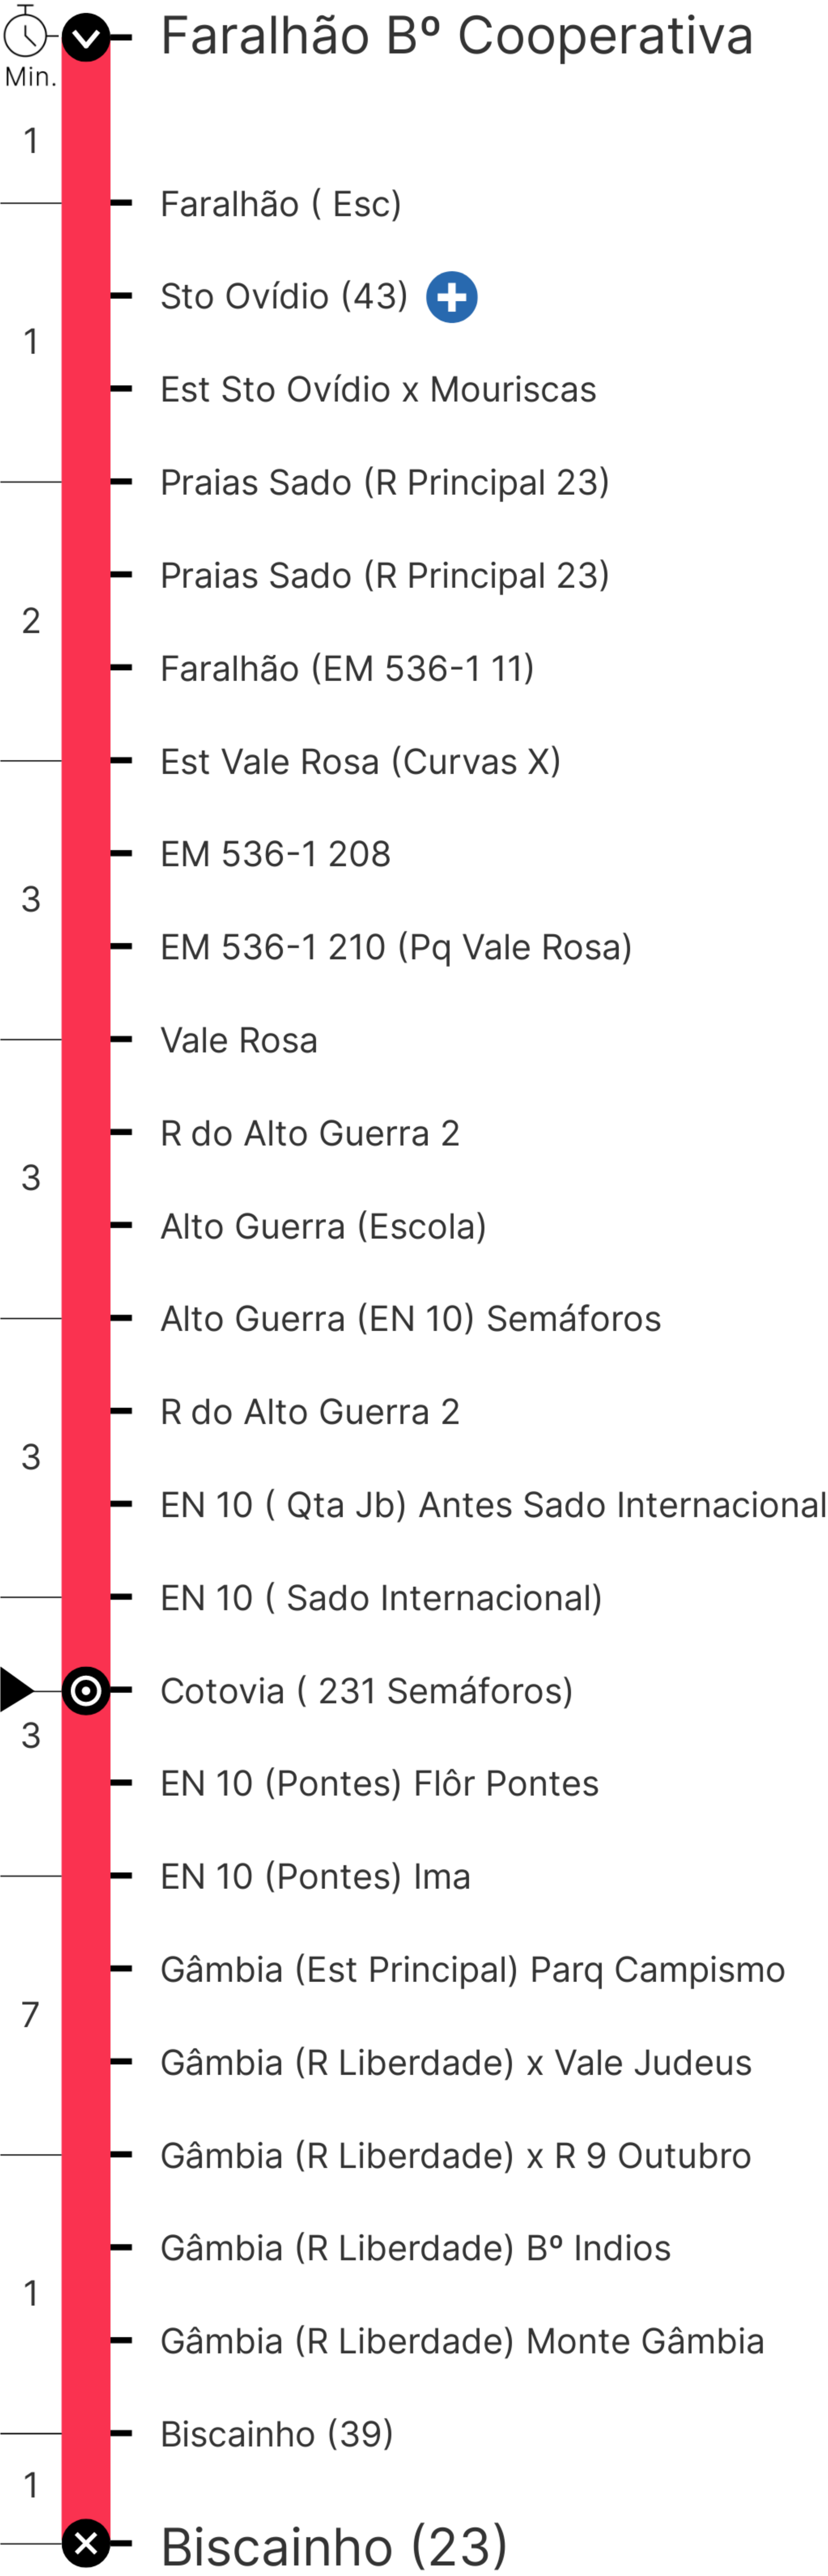 Faralhão Bº Cooperativa
Min.
1
Faralhão ( Esc)
Sto Ovídio (43)
1
Est Sto Ovídio x Mouriscas
Praias Sado (R Principal 23)
Praias Sado (R Principal 23)
2
Faralhão (EM 536-1 11)
Est Vale Rosa (Curvas X)
EM 536-1 208
3
EM 536-1 210 (Pq Vale Rosa)
Vale Rosa
R do Alto Guerra 2
3
Alto Guerra (Escola)
Alto Guerra (EN 10) Semáforos
R do Alto Guerra 2
3
EN 10 ( Qta Jb) Antes Sado Internacional
EN 10 ( Sado Internacional)
Cotovia ( 231 Semáforos)
3
EN 10 (Pontes) Flôr Pontes
EN 10 (Pontes) Ima
Gâmbia (Est Principal) Parq Campismo
7
Gâmbia (R Liberdade) x Vale Judeus
Gâmbia (R Liberdade) x R 9 Outubro
Gâmbia (R Liberdade) Bº Indios
1
Gâmbia (R Liberdade) Monte Gâmbia
Biscainho (39)
1
Biscainho (23)